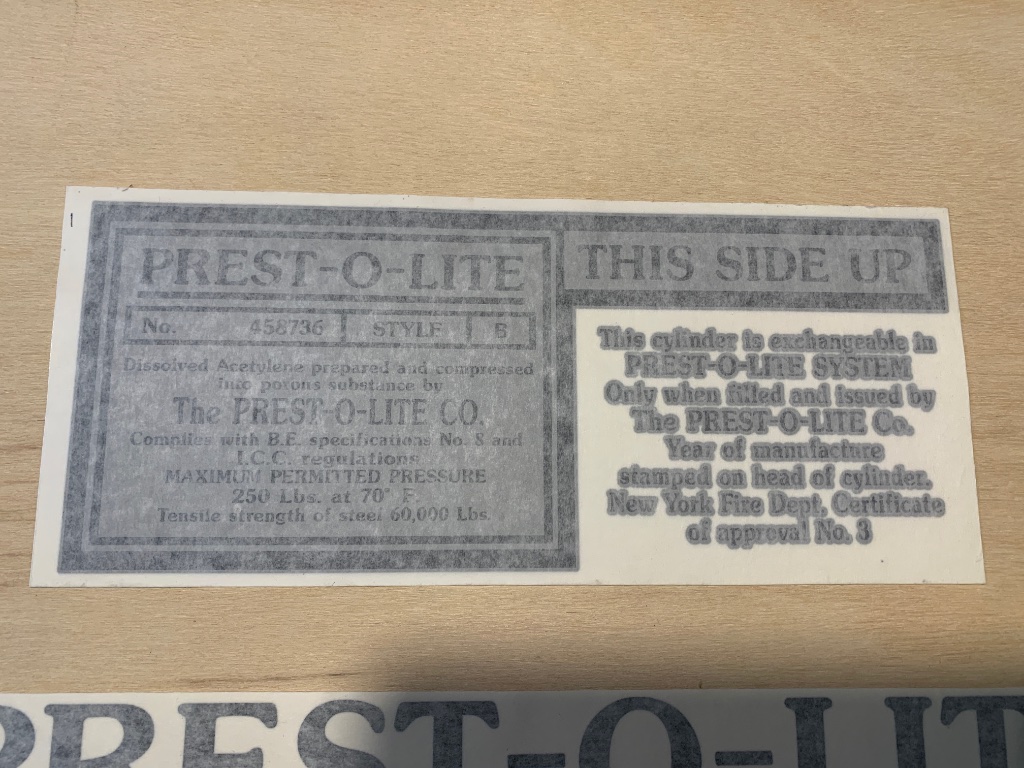 PREST-O-LITE
No. 458736 STYLE B
Dissolved Acetylene prepared and compressed
into porous substance by
The PREST-O-LITE CO.
Complies with B.E. specifications No. 8 and
I.C.C. regulations
MAXIMUM PERMITTED PRESSURE
250 Lbs. at 70° F.
Tensile strength of steel 60,000 Lbs.
THIS SIDE UP
This cylinder is exchangeable in
PREST-O-LITE SYSTEM
Only when filled and issued by
The PREST-O-LITE Co.
Year of manufacture
stamped on head of cylinder.
New York Fire Dept. Certificate
of approval No. 3
PREST-O-LIT